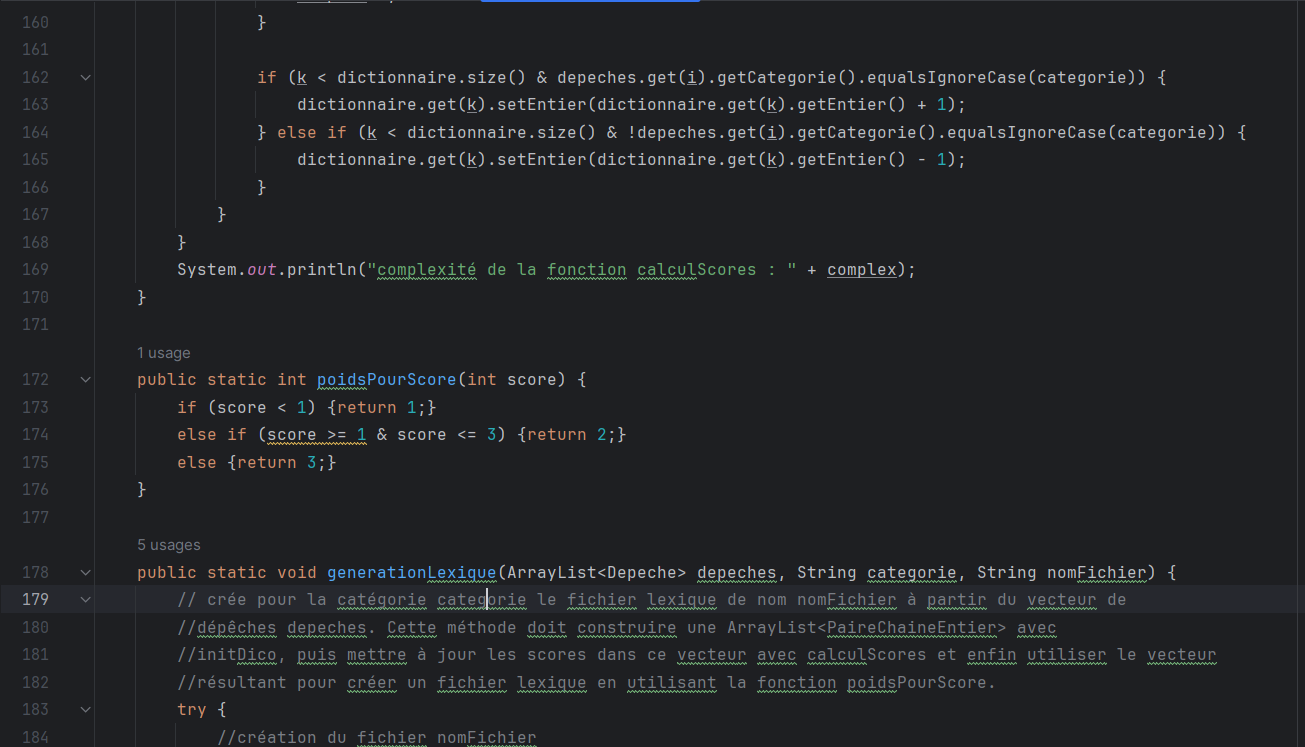 160 }
161
162 if (k < dictionnaire.size() & depeches.get(i).getCategorie().equalsIgnoreCase(categorie)) {
163 dictionnaire.get(k).setEntier(dictionnaire.get(k).getEntier() + 1);
164 } else if (k < dictionnaire.size() & !depeches.get(i).getCategorie().equalsIgnoreCase(categorie)) {
165 dictionnaire.get(k).setEntier(dictionnaire.get(k).getEntier() - 1);
166 }
167 }
168 }
169 System.out.println("complexité de la fonction calculScores : " + complex);
170 }
171
1 usage
172 public static int poidsPourScore(int score) {
173 if (score < 1) {return 1;}
174 else if (score >= 1 & score <= 3) {return 2;}
175 else {return 3;}
176 }
177
5 usages
178 public static void generationLexique(ArrayList<Depeche> depeches, String categorie, String nomFichier) {
179 // crée pour la catégorie categorie le fichier lexique de nom nomFichier à partir du vecteur de
180 //dépêches depeches. Cette méthode doit construire une ArrayList<PaireChaineEntier> avec
181 //initDico, puis mettre à jour les scores dans ce vecteur avec calculScores et enfin utiliser le vecteur
182 //résultant pour créer un fichier lexique en utilisant la fonction poidsPourScore.
183 try {
184 //création du fichier nomFichier